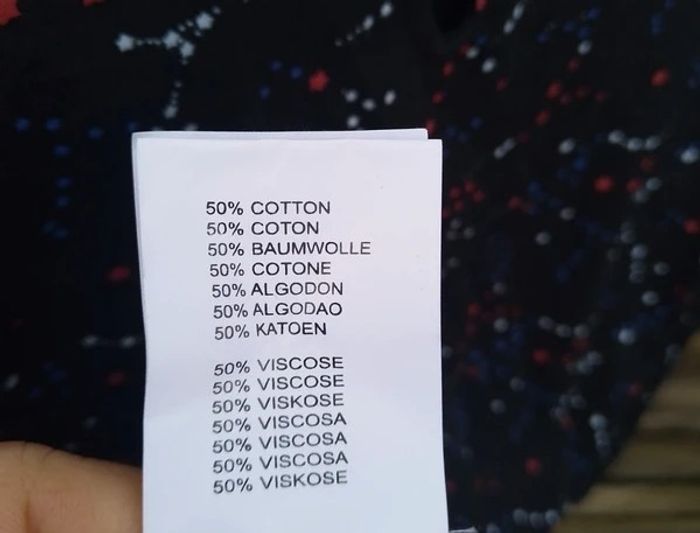 50% COTTON
50% COTON
50% BAUMWOLLE
50% COTONE
50% ALGODON
50% ALGODAO
50% KATOEN
50% VISCOSE
50% VISCOSE
50% VISKOSE
50% VISCOSA
50% VISCOSA
50% VISCOSA
50% VISKOSE